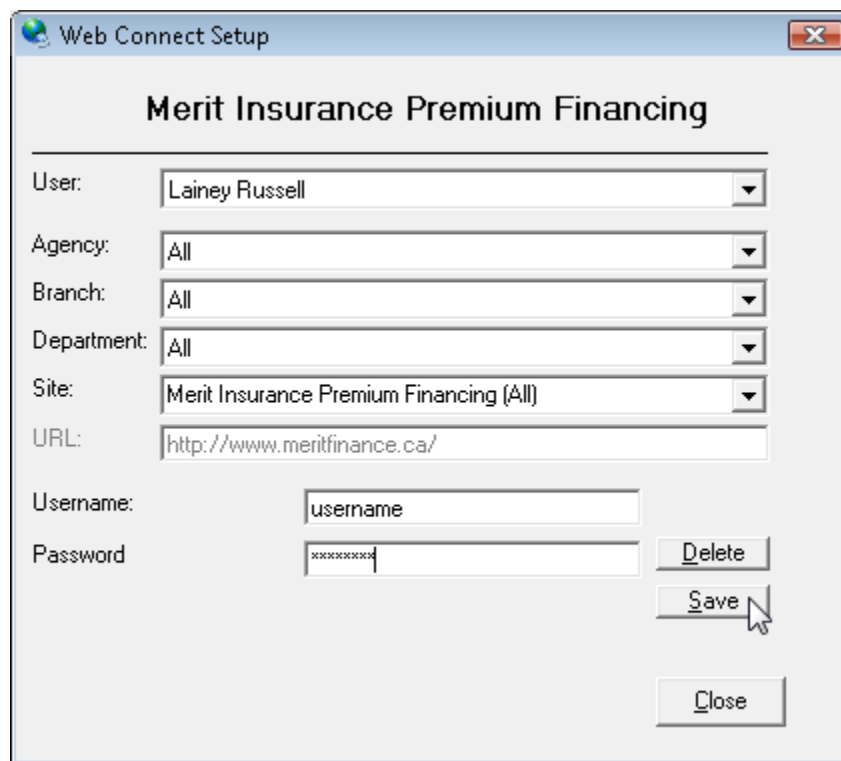 Web Connect Setup
Merit Insurance Premium Financing
User: Lainey Russell
Agency: All
Branch: All
Department: All
Site: Merit Insurance Premium Financing (All)
URL: http://www.meritfinance.ca/
Username: username
Password ********
Delete
Save
Close